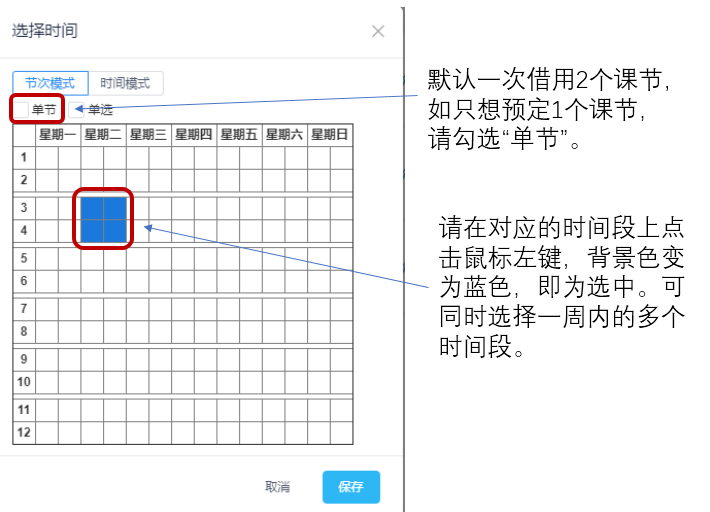 选择时间
节次模式 时间模式
单节 单选
星期一 星期二 星期三 星期四 星期五 星期六 星期日
1
2
3
4
5
6
7
8
9
10
11
12
取消 保存
默认一次借用2个课节，
如只想预定1个课节，
请勾选“单节”。
请在对应的时间段上点
击鼠标左键，背景色变
为蓝色，即为选中。可
同时选择一周内的多个
时间段。